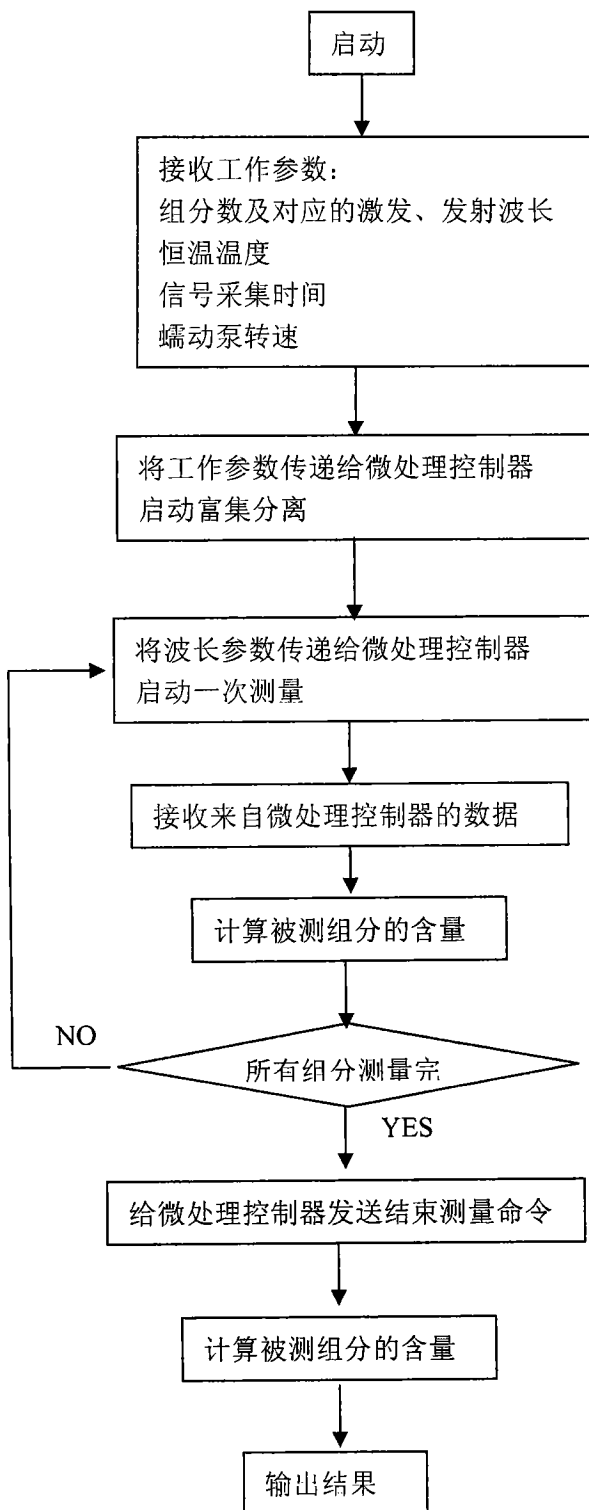 启动
接收工作参数：
组分数及对应的激发、发射波长
恒温温度
信号采集时间
蠕动泵转速
将工作参数传递给微处理控制器
启动富集分离
将波长参数传递给微处理控制器
启动一次测量
接收来自微处理控制器的数据
计算被测组分的含量
NO
所有组分测量完
YES
给微处理控制器发送结束测量命令
计算被测组分的含量
输出结果